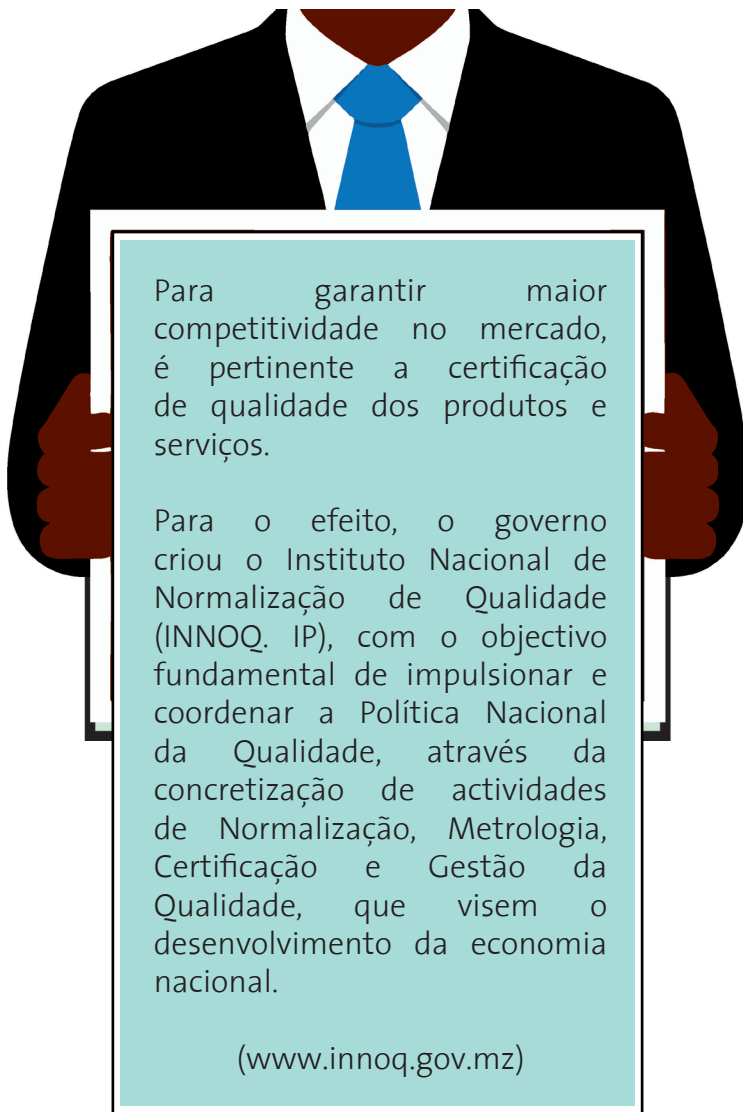 Para garantir maior
competitividade no mercado,
é pertinente a certificação
de qualidade dos produtos e
serviços.
Para o efeito, o governo
criou o Instituto Nacional de
Normalização de Qualidade
(INNOQ. IP), com o objectivo
fundamental de impulsionar e
coordenar a Política Nacional
da Qualidade, através da
concretização de actividades
de Normalização, Metrologia,
Certificação e Gestão da
Qualidade, que visem o
desenvolvimento da economia
nacional.
(www.innoq.gov.mz)